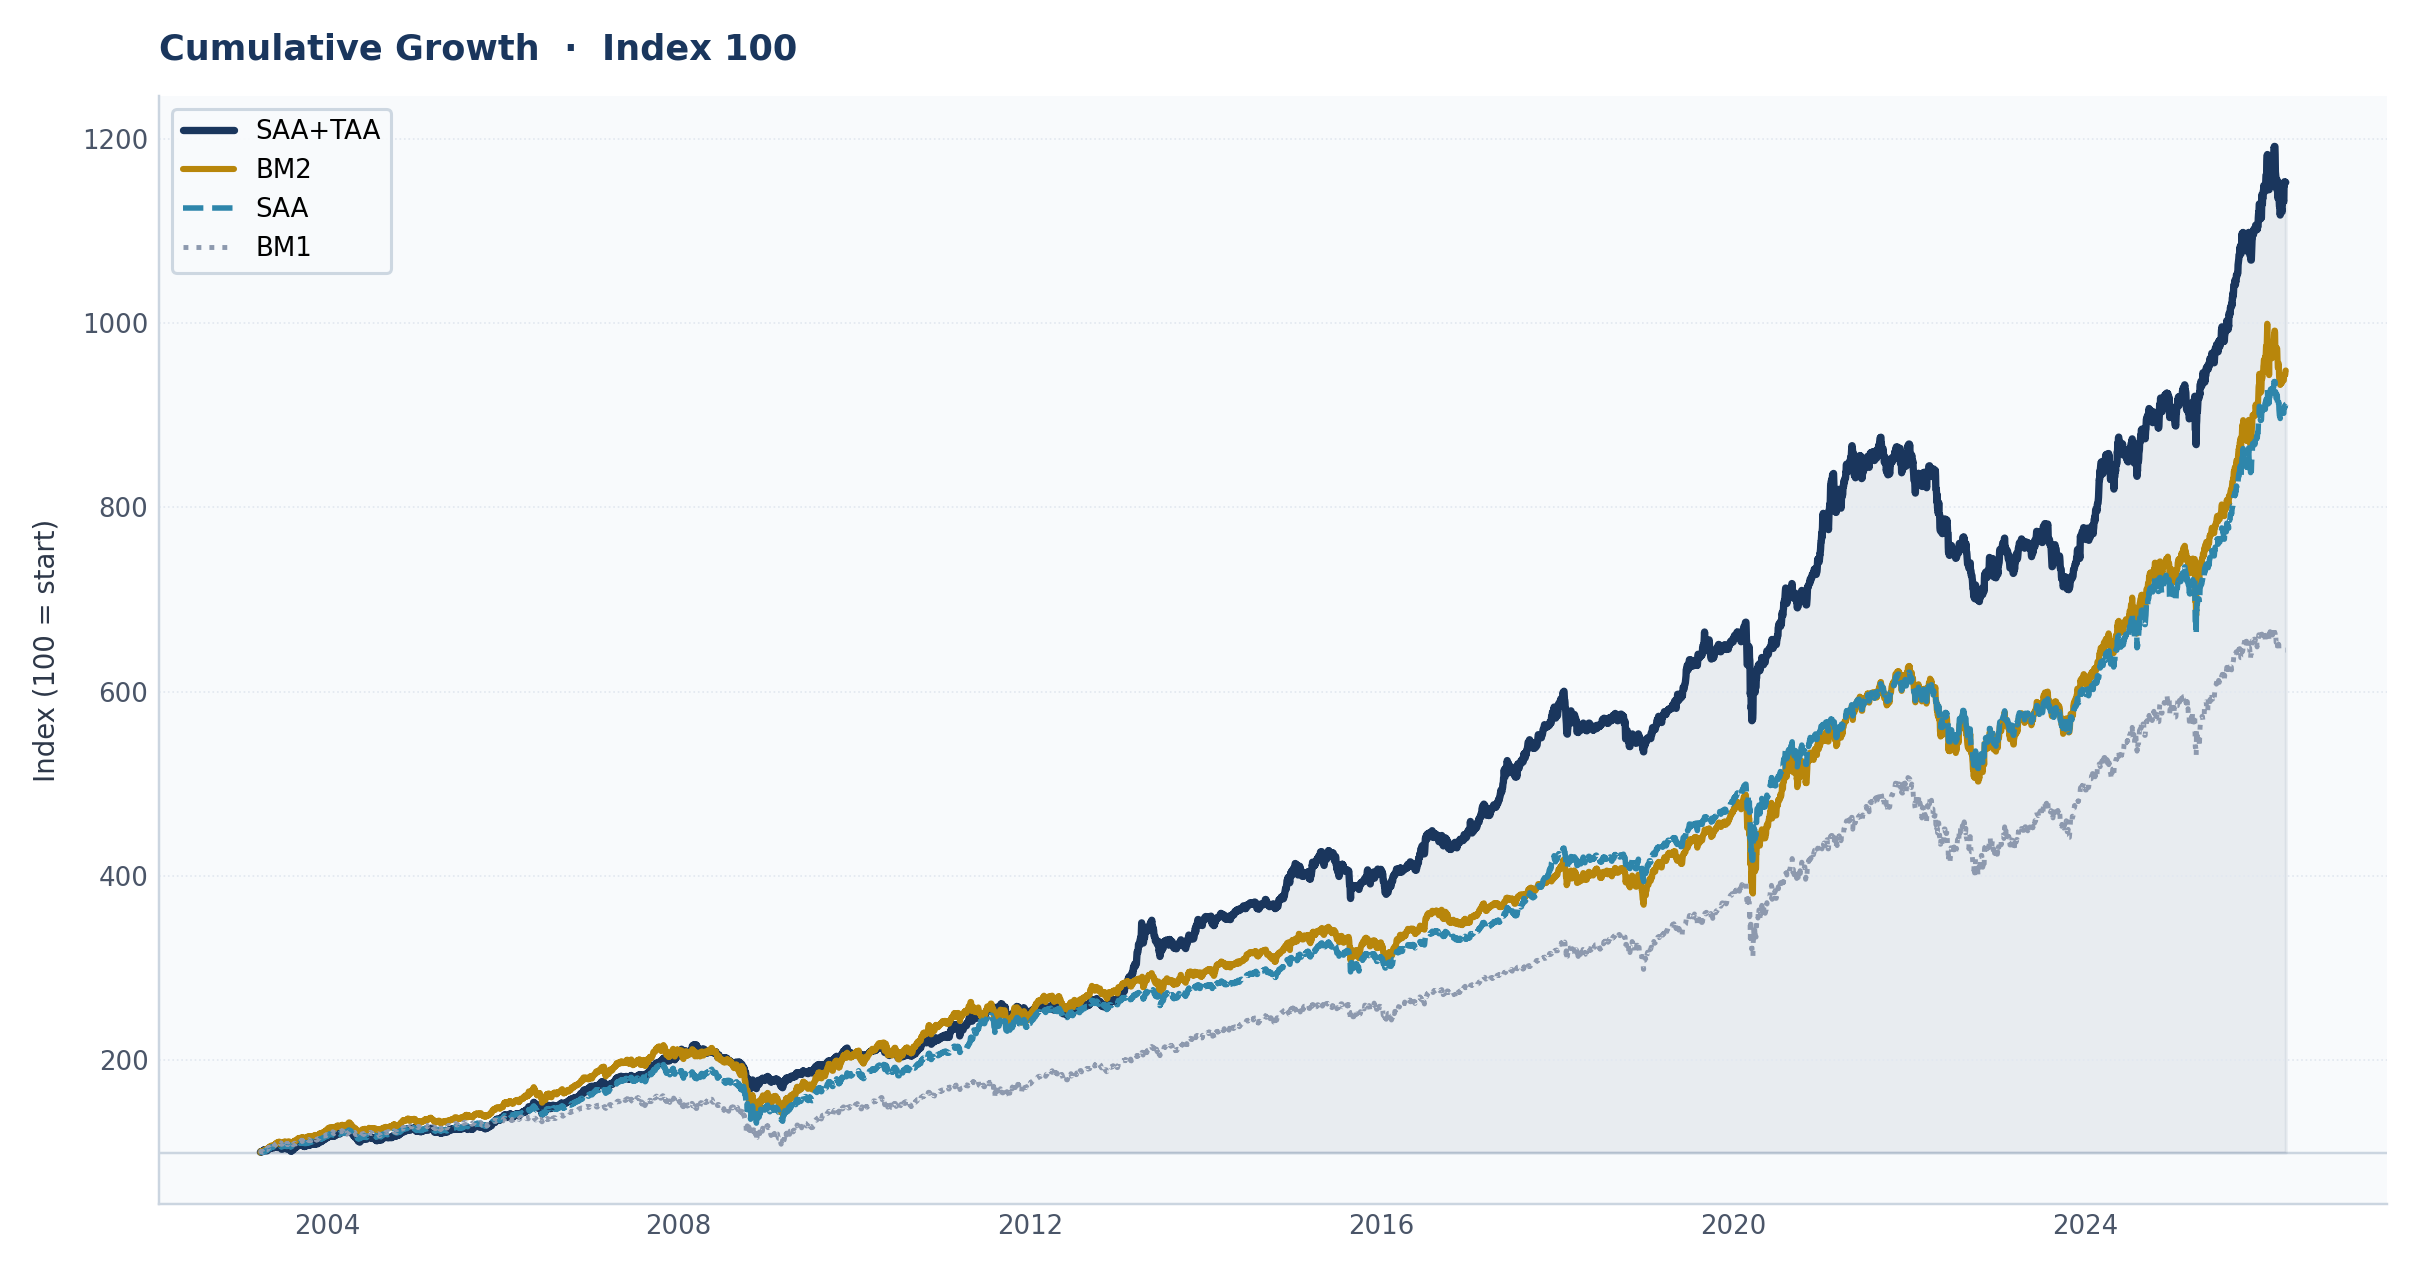 Cumulative Growth · Index 100
SAA+TAA
BM2
SAA
BM1
Index (100 = start)
1200
1000
800
600
400
200
2004 2008 2012 2016 2020 2024